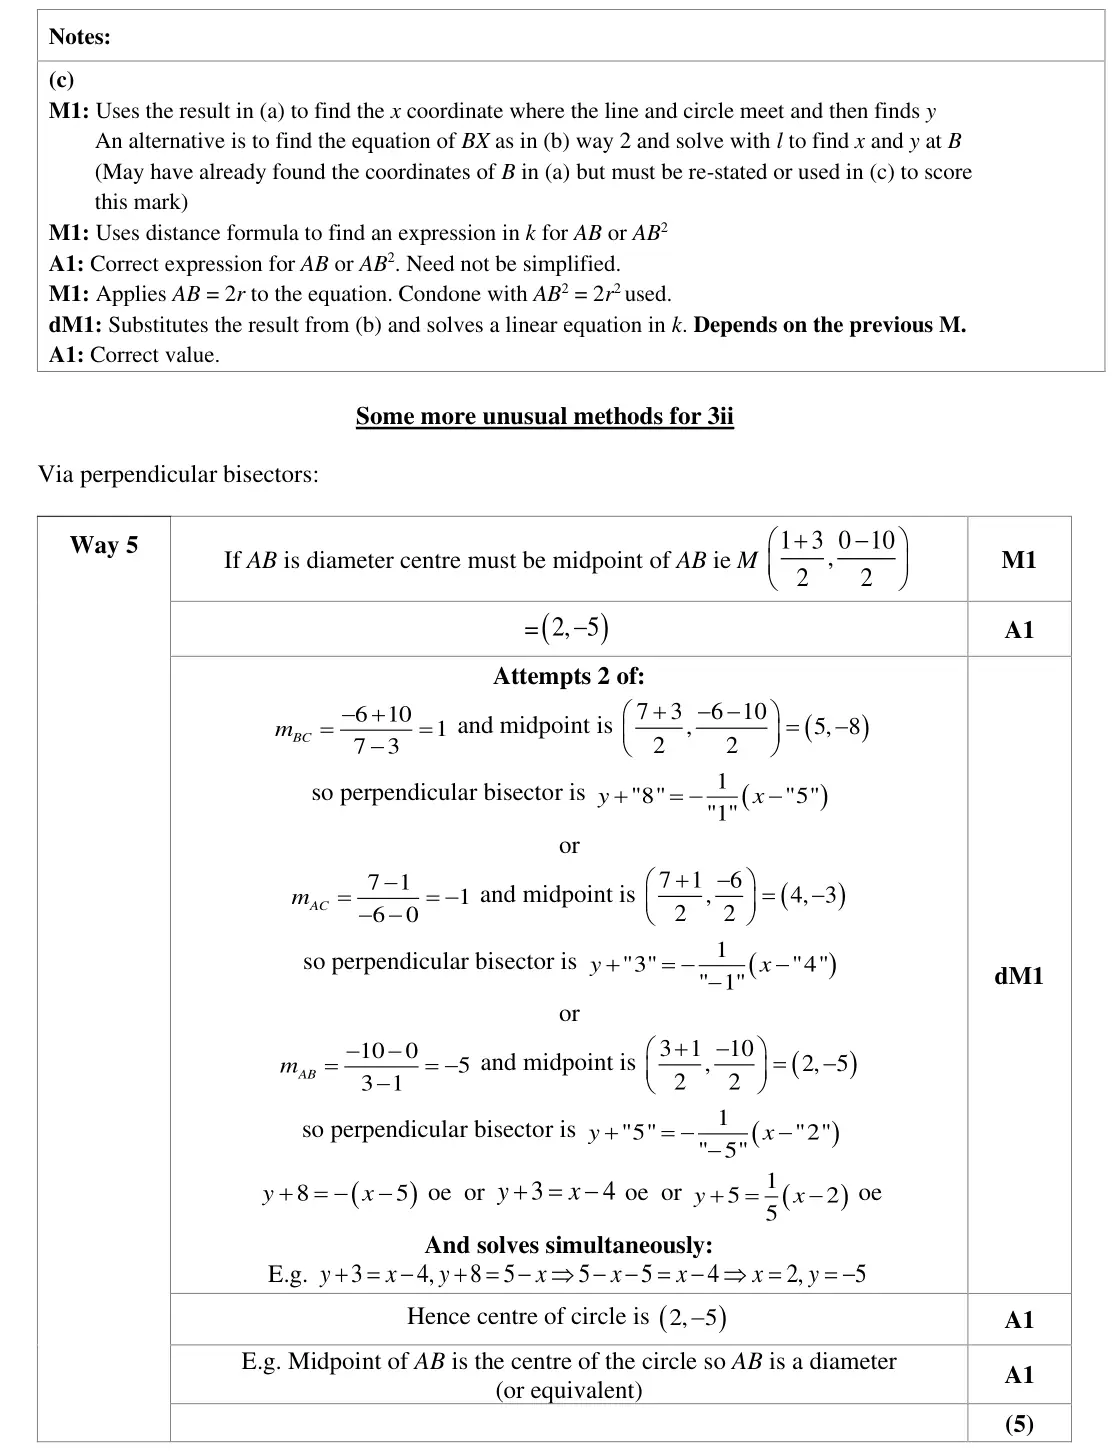 Notes:
(c)
M1: Uses the result in (a) to find the x coordinate where the line and circle meet and then finds y
An alternative is to find the equation of BX as in (b) way 2 and solve with l to find x and y at B
(May have already found the coordinates of B in (a) but must be re-stated or used in (c) to score
this mark)
M1: Uses distance formula to find an expression in k for AB or AB²
A1: Correct expression for AB or AB². Need not be simplified.
M1: Applies AB = 2r to the equation. Condone with AB² = 2r² used.
dM1: Substitutes the result from (b) and solves a linear equation in k. Depends on the previous M.
A1: Correct value.
Some more unusual methods for 3ii
Via perpendicular bisectors:
Way 5
If AB is diameter centre must be midpoint of AB ie M ((1+3)/2, (0−10)/2) M1
=(2,−5) A1
Attempts 2 of:
m_BC = (−6+10)/(7−3) = 1 and midpoint is ((7+3)/2, (−6−10)/2) = (5,−8)
so perpendicular bisector is y+"8" = −1/"1" (x−"5")
or
m_AC = (7−1)/(−6−0) = −1 and midpoint is ((7+1)/2, −6/2) = (4,−3)
so perpendicular bisector is y+"3" = −1/"−1" (x−"4")
or
dM1
m_AB = (−10−0)/(3−1) = −5 and midpoint is ((3+1)/2, −10/2) = (2,−5)
so perpendicular bisector is y+"5" = −1/"−5" (x−"2")
y+8 = −(x−5) oe or y+3 = x−4 oe or y+5 = 1/5 (x−2) oe
And solves simultaneously:
E.g. y+3 = x−4, y+8 = 5−x ⇒ 5−x−5 = x−4 ⇒ x = 2, y = −5
Hence centre of circle is (2,−5) A1
E.g. Midpoint of AB is the centre of the circle so AB is a diameter
(or equivalent) A1
(5)